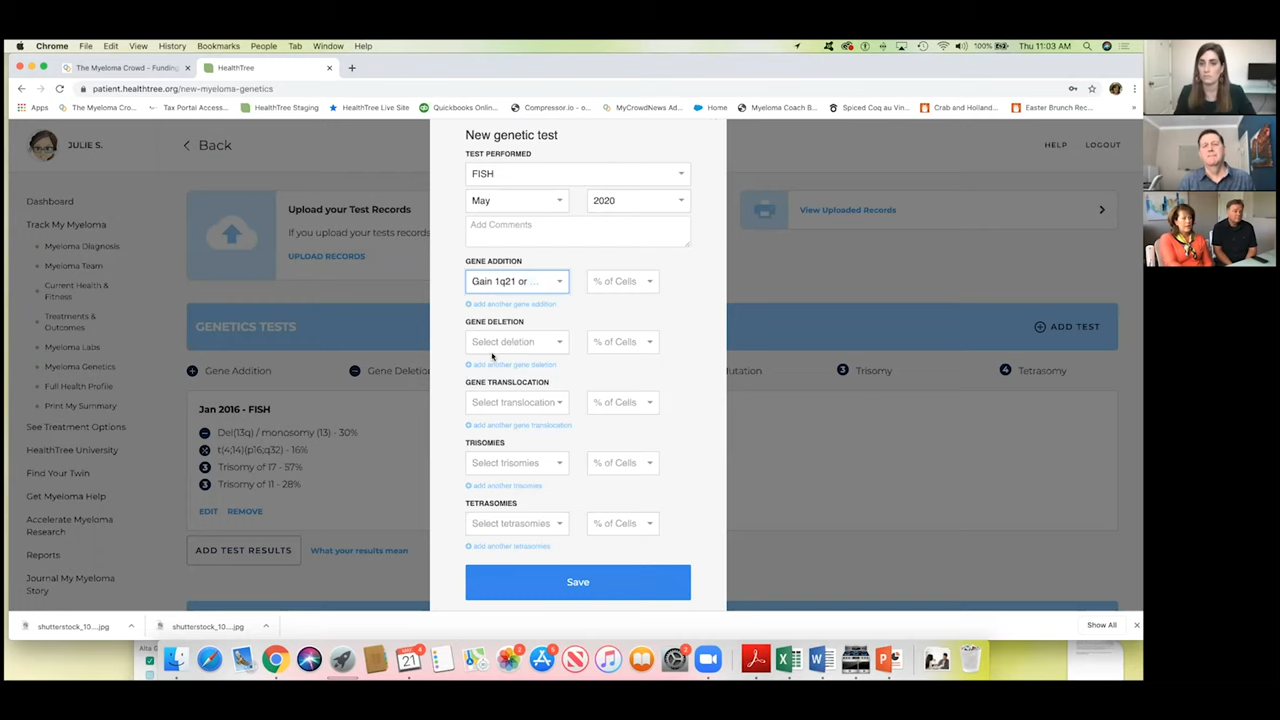 Chrome File Edit View History Bookmarks People Tab Window Help 100% Thu 11:03 AM
The Myeloma Crowd - Funding × HealthTree ×
patient.healthtree.org/new-myeloma-genetics
Apps The Myeloma Cro... Tax Portal Access... HealthTree Staging HealthTree Live Site Quickbooks Onlin... Compressor.io - o... MyCrowdNews Ad... Home Myeloma Coach B... Spiced Coq au Vin... Crab and Holland... Easter Brunch Rec...
JULIE S.
Back
HELP LOGOUT
Dashboard
Track My Myeloma
Myeloma Diagnosis
Myeloma Team
Current Health &
Fitness
Treatments &
Outcomes
Myeloma Labs
Myeloma Genetics
Full Health Profile
Print My Summary
See Treatment Options
HealthTree University
Find Your Twin
Get Myeloma Help
Accelerate Myeloma
Research
Reports
Journal My Myeloma
Story
Upload your Test Records
If you upload your tests records
UPLOAD RECORDS
View Uploaded Records
GENETICS TESTS
ADD TEST
Gene Addition
Gene Deletion
Mutation
3 Trisomy
4 Tetrasomy
Jan 2016 - FISH
Del(13q) / monosomy (13) - 30%
t(4;14)(p16;q32) - 16%
3 Trisomy of 17 - 57%
3 Trisomy of 11 - 28%
EDIT REMOVE
ADD TEST RESULTS
What your results mean
New genetic test
TEST PERFORMED
FISH
May 2020
Add Comments
GENE ADDITION
Gain 1q21 or ... % of Cells
add another gene addition
GENE DELETION
Select deletion % of Cells
add another gene deletion
GENE TRANSLOCATION
Select translocation % of Cells
add another gene translocation
TRISOMIES
Select trisomies % of Cells
add another trisomies
TETRASOMIES
Select tetrasomies % of Cells
add another tetrasomies
Save
shutterstock_10....jpg shutterstock_10....jpg Show All
21